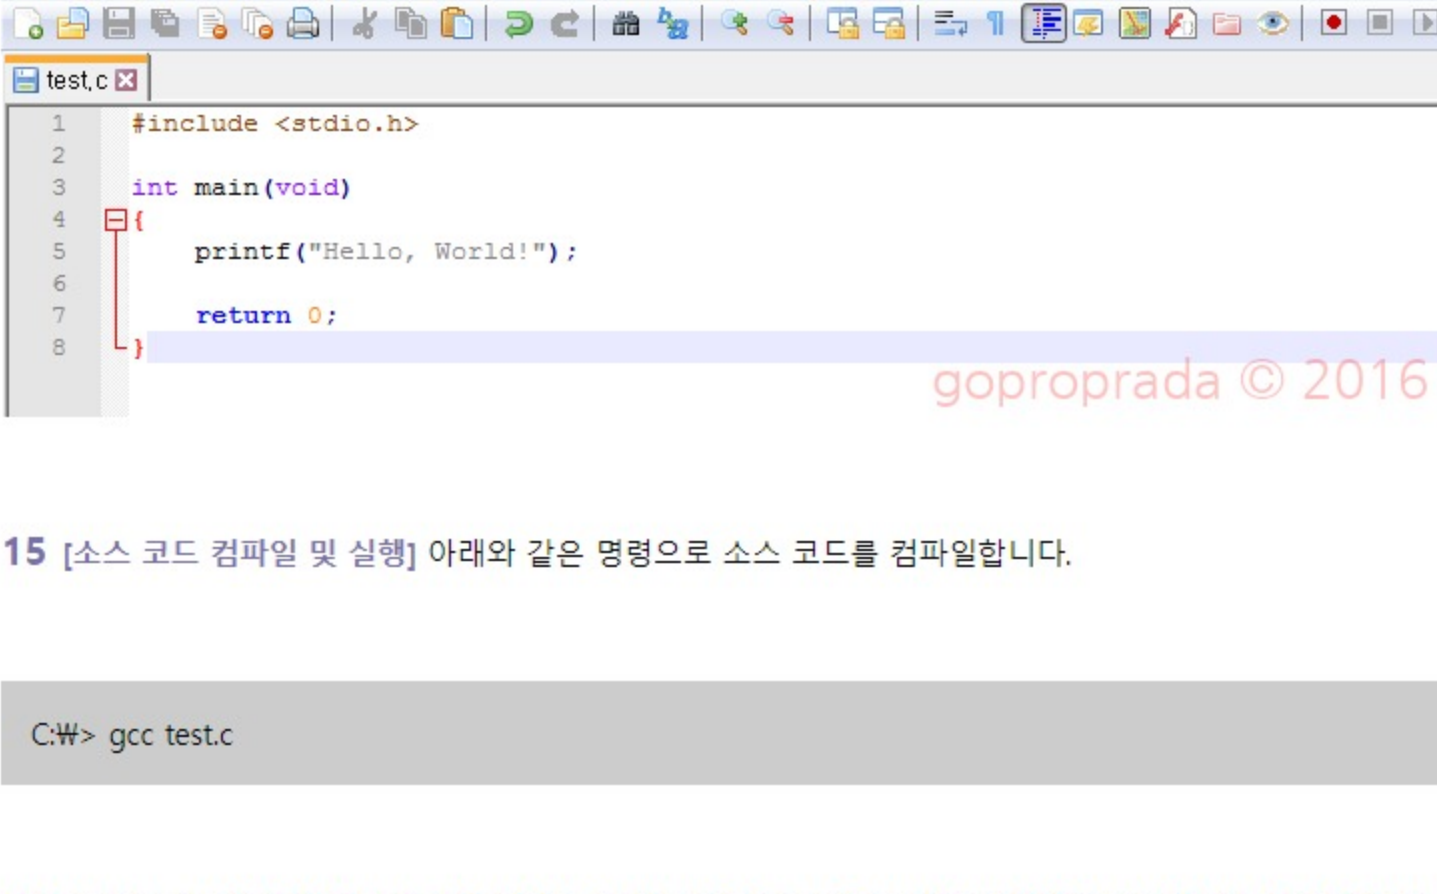 test.c
1 #include <stdio.h>
2
3 int main(void)
4 {
5 printf("Hello, World!");
6
7 return 0;
8 }
goproprada © 2016
15 [소스 코드 컴파일 및 실행] 아래와 같은 명령으로 소스 코드를 컴파일합니다.
C:₩> gcc test.c